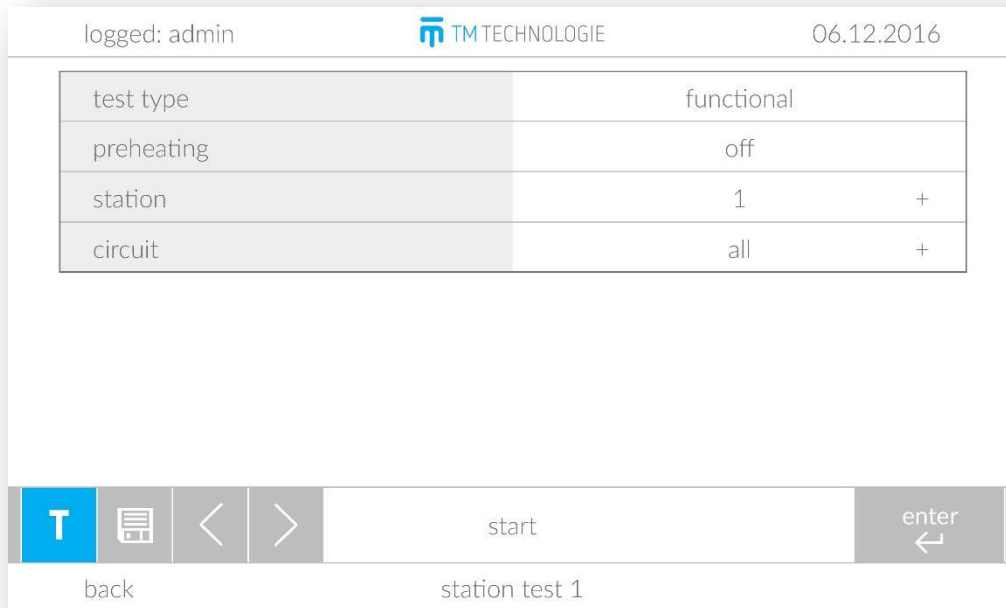 logged: admin TM TECHNOLOGIE 06.12.2016
test type functional
preheating off
station 1 +
circuit all +
T < > start enter
back station test 1